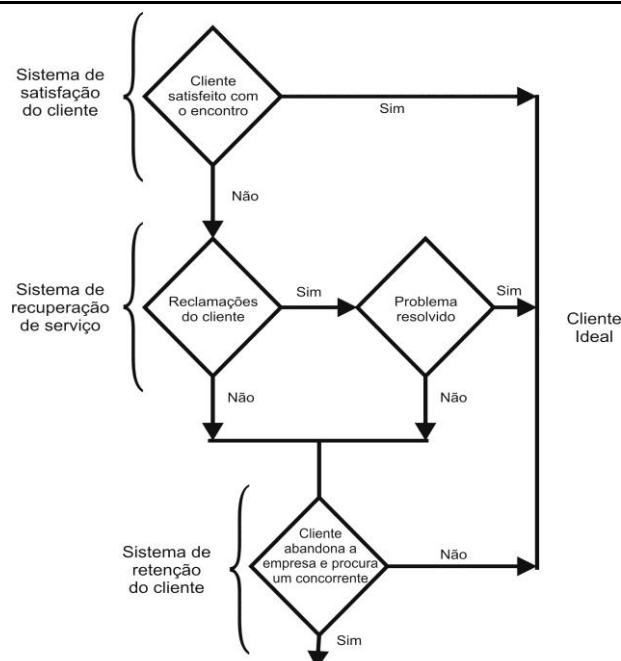 Sistema de
satisfação
do cliente
Cliente
satisfeito com
o encontro
Sim
Não
Sistema de
recuperação
de serviço
Reclamações
do cliente
Sim
Problema
resolvido
Sim
Cliente
Ideal
Não
Não
Sistema de
retenção
do cliente
Cliente
abandona a
empresa e procura
um concorrente
Não
Sim